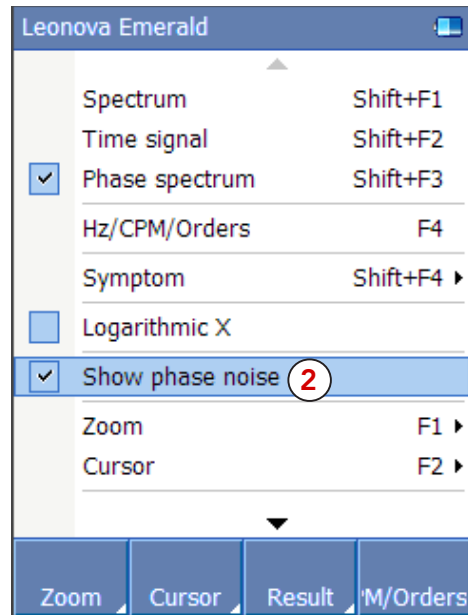 Leonova Emerald
Spectrum Shift+F1
Time signal Shift+F2
Phase spectrum Shift+F3
Hz/CPM/Orders F4
Symptom Shift+F4
Logarithmic X
Show phase noise 2
Zoom F1
Cursor F2
Zoom Cursor Result 'M/Orders